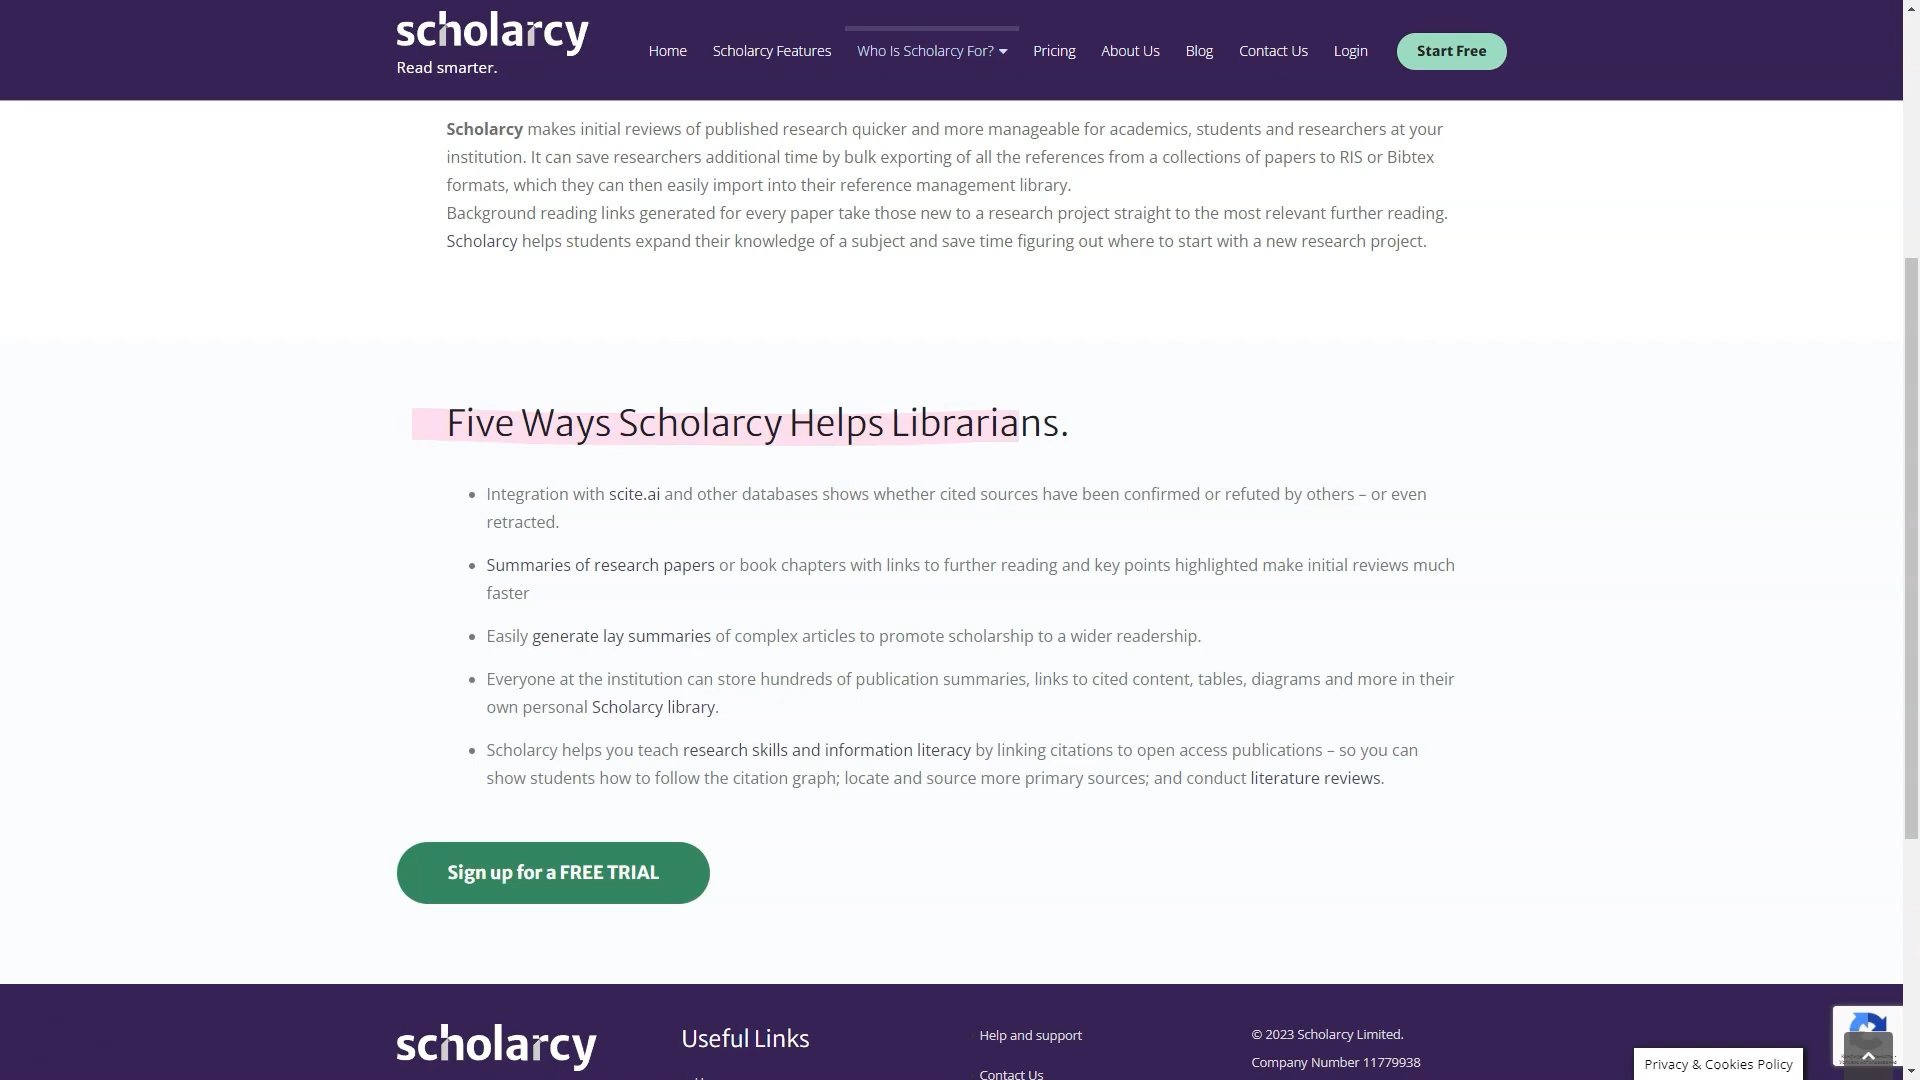 scholarcy
Read smarter.
Home
Scholarcy Features
Who Is Scholarcy For?
Pricing
About Us
Blog
Contact Us
Login
Start Free
Scholarcy makes initial reviews of published research quicker and more manageable for academics, students and researchers at your
institution. It can save researchers additional time by bulk exporting of all the references from a collections of papers to RIS or Bibtex
formats, which they can then easily import into their reference management library.
Background reading links generated for every paper take those new to a research project straight to the most relevant further reading.
Scholarcy helps students expand their knowledge of a subject and save time figuring out where to start with a new research project.
Five Ways Scholarcy Helps Librarians.
Integration with scite.ai and other databases shows whether cited sources have been confirmed or refuted by others – or even
retracted.
Summaries of research papers or book chapters with links to further reading and key points highlighted make initial reviews much
faster
Easily generate lay summaries of complex articles to promote scholarship to a wider readership.
Everyone at the institution can store hundreds of publication summaries, links to cited content, tables, diagrams and more in their
own personal Scholarcy library.
Scholarcy helps you teach research skills and information literacy by linking citations to open access publications – so you can
show students how to follow the citation graph; locate and source more primary sources; and conduct literature reviews.
Sign up for a FREE TRIAL
scholarcy
Useful Links
Help and support
Contact Us
© 2023 Scholarcy Limited.
Company Number 11779938
Privacy & Cookies Policy